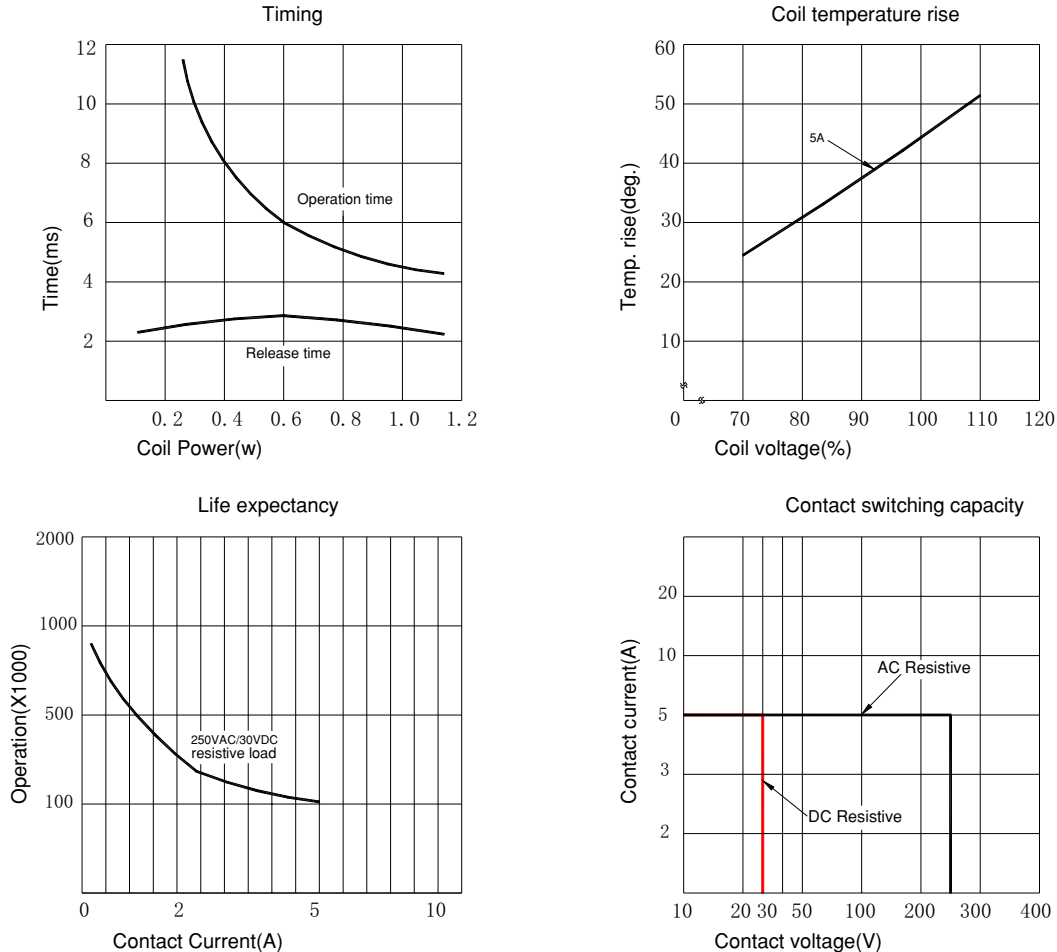 Timing
12
10
8
6
4
2
Time(ms)
Operation time
Release time
0.2 0.4 0.6 0.8 1.0 1.2
Coil Power(w)
Coil temperature rise
60
50
40
30
20
10
Temp. rise(deg.)
5A
0 70 80 90 100 110 120
Coil voltage(%)
Life expectancy
2000
1000
500
100
Operation(X1000)
250VAC/30VDC
resistive load
0 2 5 10
Contact Current(A)
Contact switching capacity
20
10
5
3
2
Contact current(A)
AC Resistive
DC Resistive
10 20 30 50 100 200 300 400
Contact voltage(V)